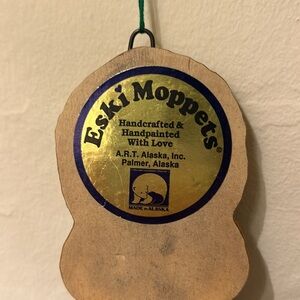 Eski Moppets ©
Handcrafted &
Handpainted
With Love
A.R.T. Alaska, Inc.
Palmer, Alaska
MADE IN ALASKA